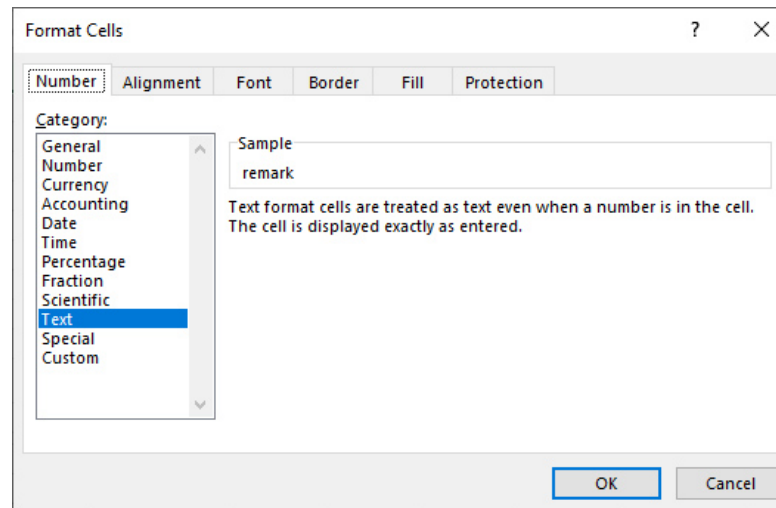 Format Cells
Number Alignment Font Border Fill Protection
Category:
General
Number
Currency
Accounting
Date
Time
Percentage
Fraction
Scientific
Text
Special
Custom
Sample
remark
Text format cells are treated as text even when a number is in the cell.
The cell is displayed exactly as entered.
OK Cancel